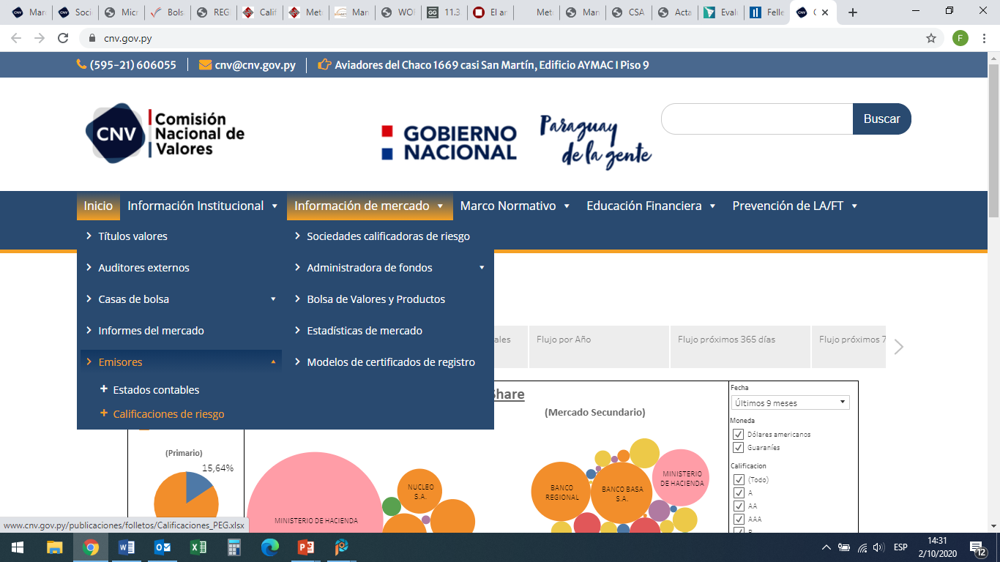 Mar
Soci
Micr
Bols
REG
Calif
Meto
Man
WO
11.3
El ar
Meto
Man
CSA
Acta
Evalu
Felle
cnv.gov.py
F
(595-21) 606055
cnv@cnv.gov.py
Aviadores del Chaco 1669 casi San Martín, Edificio AYMAC I Piso 9
CNV
Comisión
Nacional de
Valores
GOBIERNO
NACIONAL
Paraguay
de la gente
Buscar
Inicio Información Institucional Información de mercado Marco Normativo Educación Financiera Prevención de LA/FT
Títulos valores
Auditores externos
Casas de bolsa
Informes del mercado
Emisores
Estados contables
Calificaciones de riesgo
Sociedades calificadoras de riesgo
Administradora de fondos
Bolsa de Valores y Productos
Estadísticas de mercado
Modelos de certificados de registro
ales
Flujo por Año
Flujo próximos 365 días
Flujo próximos 7
Share
(Primario)
15,64%
MINISTERIO DE HACIENDA
NUCLEO
S.A.
(Mercado Secundario)
BANCO
REGIONAL
BANCO BASA
S.A.
MINISTERIO
DE HACIENDA
Fecha
Últimos 9 meses
Moneda
Dólares americanos
Guaraníes
Calificacion
(Todo)
A
AA
AAA
www.cnv.gov.py/publicaciones/folletos/Calificaciones_PEG.xlsx
ESP
14:31
2/10/2020
12